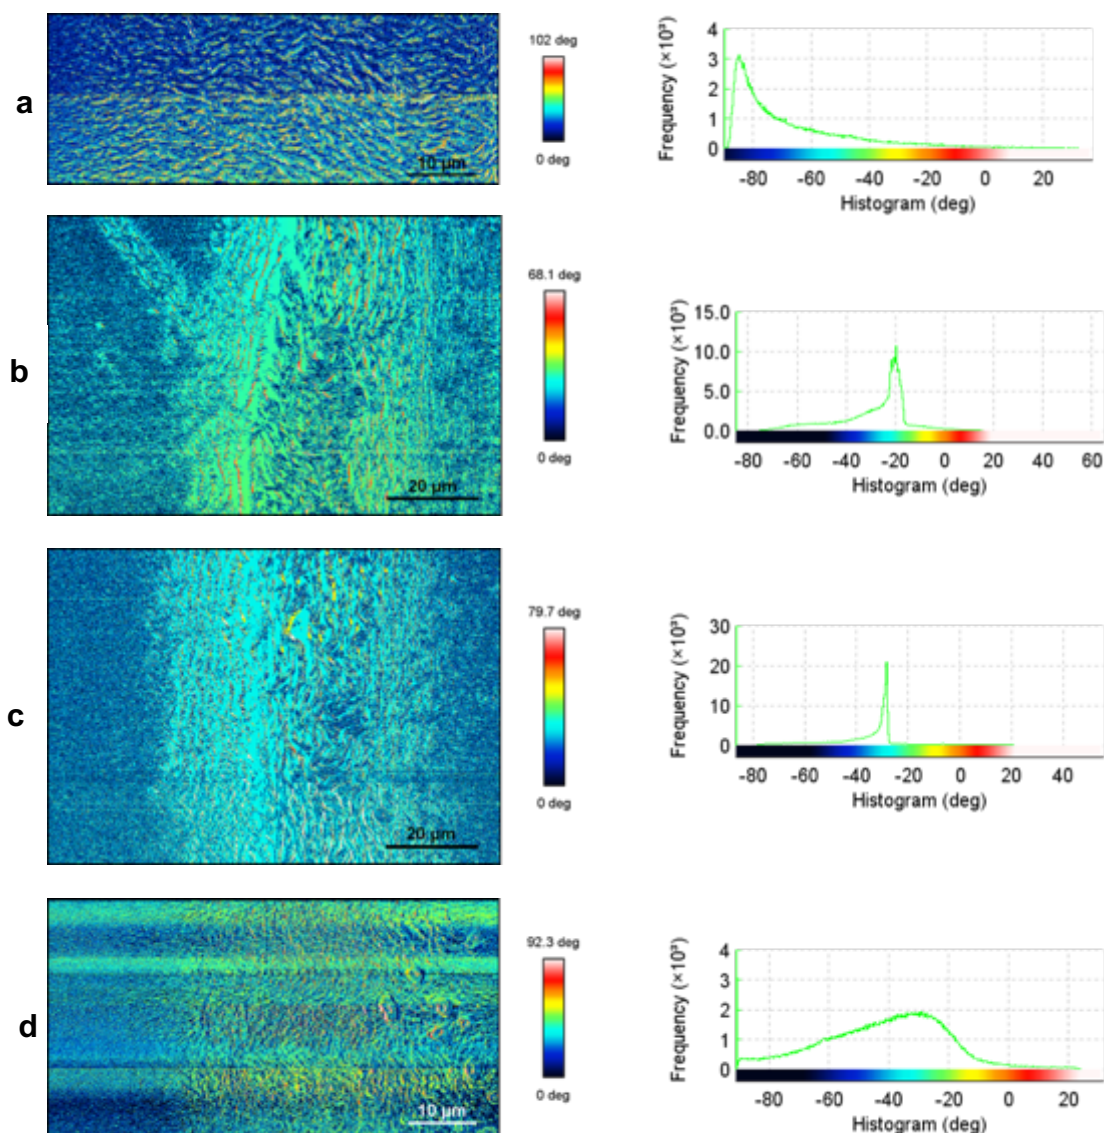 a
102 deg
0 deg
10 µm
Frequency (×10³)
4
3
2
1
0
-80 -60 -40 -20 0 20
Histogram (deg)
b
68.1 deg
0 deg
20 µm
Frequency (×10³)
15.0
10.0
5.0
0.0
-80 -60 -40 -20 0 20 40 60
Histogram (deg)
c
79.7 deg
0 deg
20 µm
Frequency (×10³)
30
20
10
0
-80 -60 -40 -20 0 20 40
Histogram (deg)
d
92.3 deg
0 deg
10 µm
Frequency (×10³)
4
3
2
1
0
-80 -60 -40 -20 0 20
Histogram (deg)